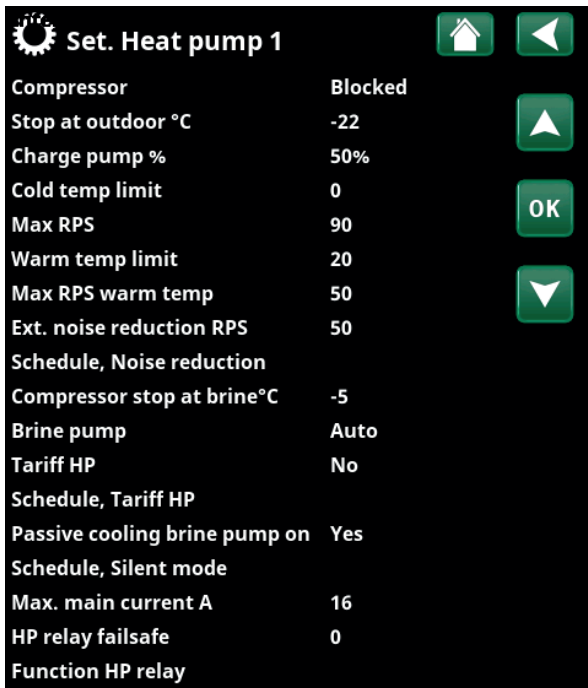 Set. Heat pump 1
Compressor Blocked
Stop at outdoor °C -22
Charge pump % 50%
Cold temp limit 0
Max RPS 90
OK
Warm temp limit 20
Max RPS warm temp 50
Ext. noise reduction RPS 50
Schedule, Noise reduction
Compressor stop at brine°C -5
Brine pump Auto
Tariff HP No
Schedule, Tariff HP
Passive cooling brine pump on Yes
Schedule, Silent mode
Max. main current A 16
HP relay failsafe 0
Function HP relay